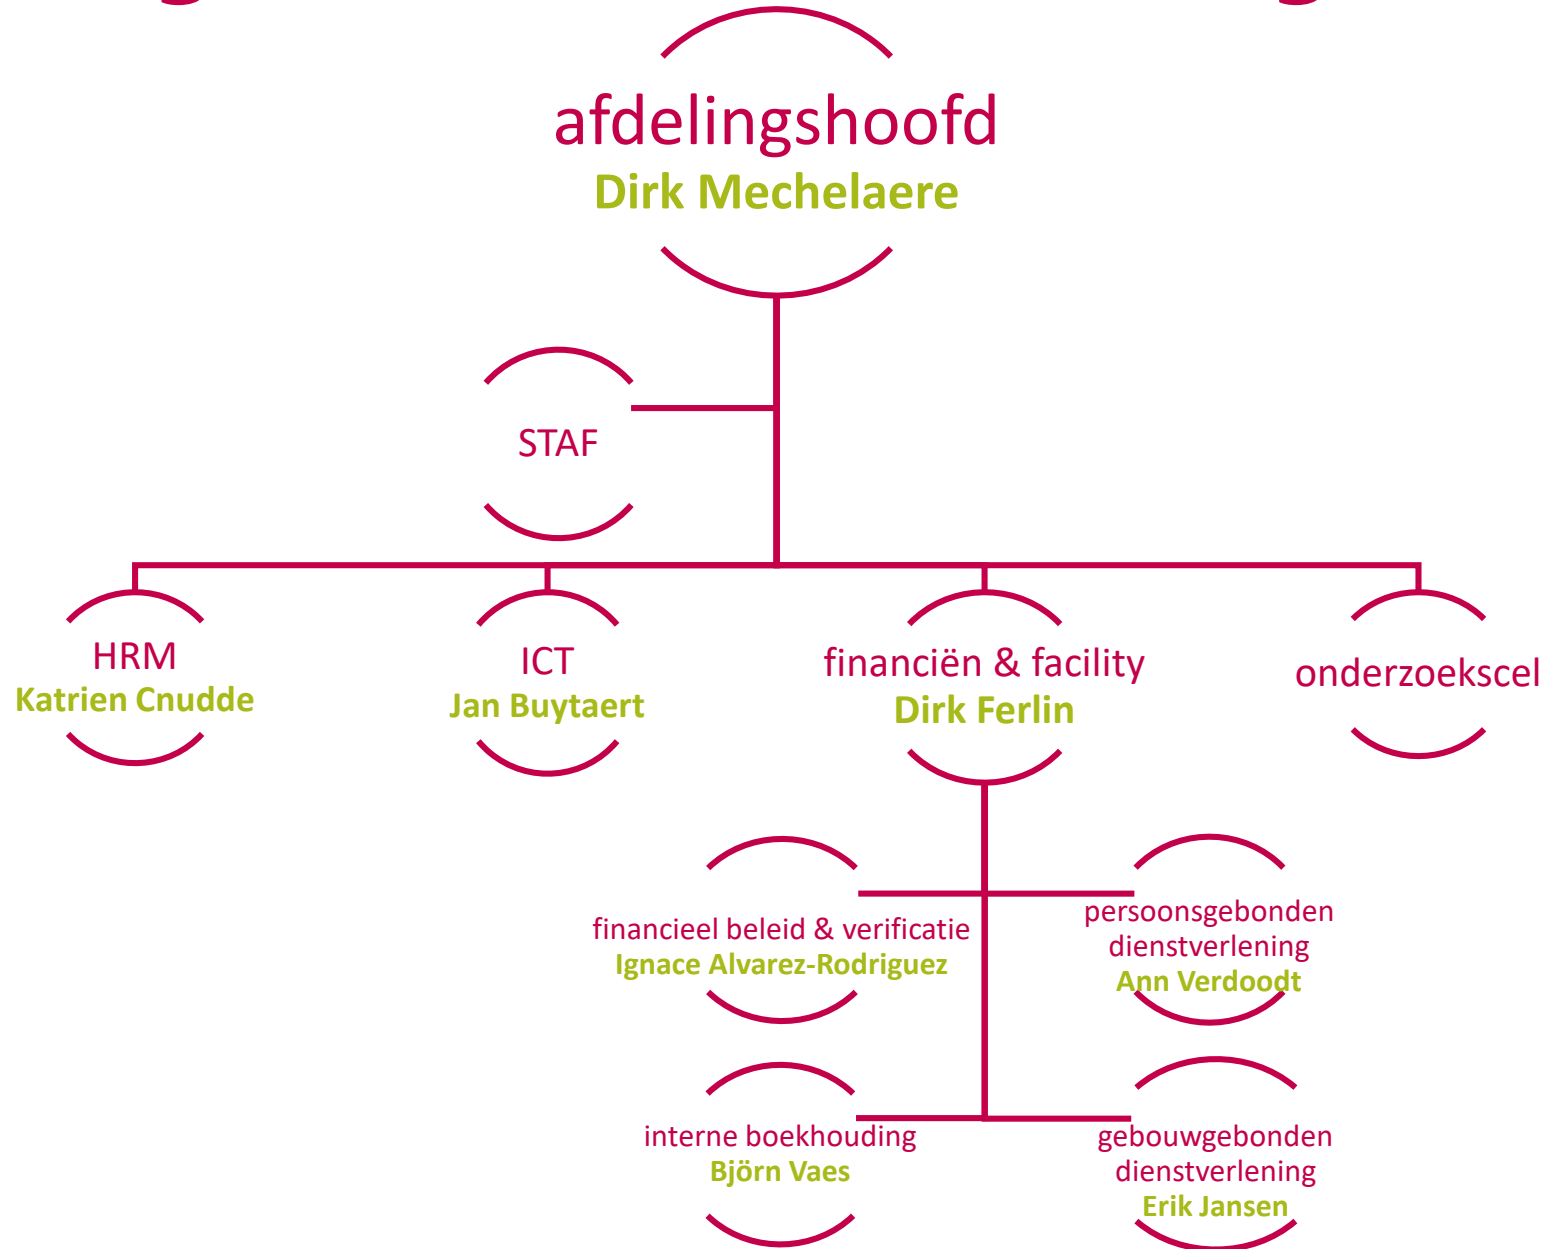 afdelingshoofd
Dirk Mechelaere
STAF
HRM
Katrien Cnudde
ICT
Jan Buytaert
financiën & facility
Dirk Ferlin
onderzoekscel
financieel beleid & verificatie
Ignace Alvarez-Rodriguez
persoonsgebonden
dienstverlening
Ann Verdoodt
interne boekhouding
Björn Vaes
gebouwgebonden
dienstverlening
Erik Jansen